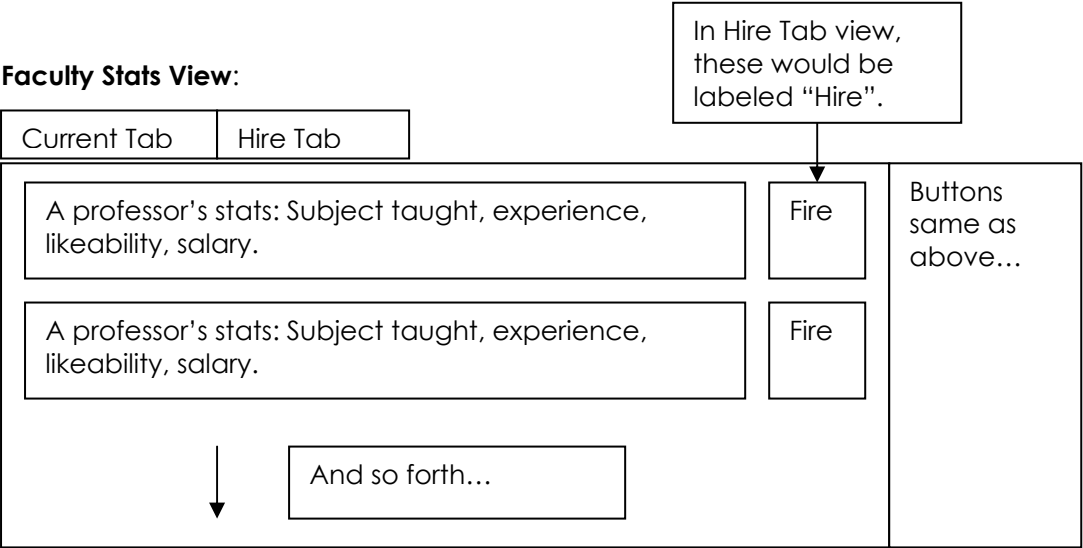 In Hire Tab view,
these would be
labeled “Hire”.
Faculty Stats View:
Current Tab
Hire Tab
A professor’s stats: Subject taught, experience,
likeability, salary.
Fire
Buttons
same as
above…
A professor’s stats: Subject taught, experience,
likeability, salary.
Fire
And so forth…